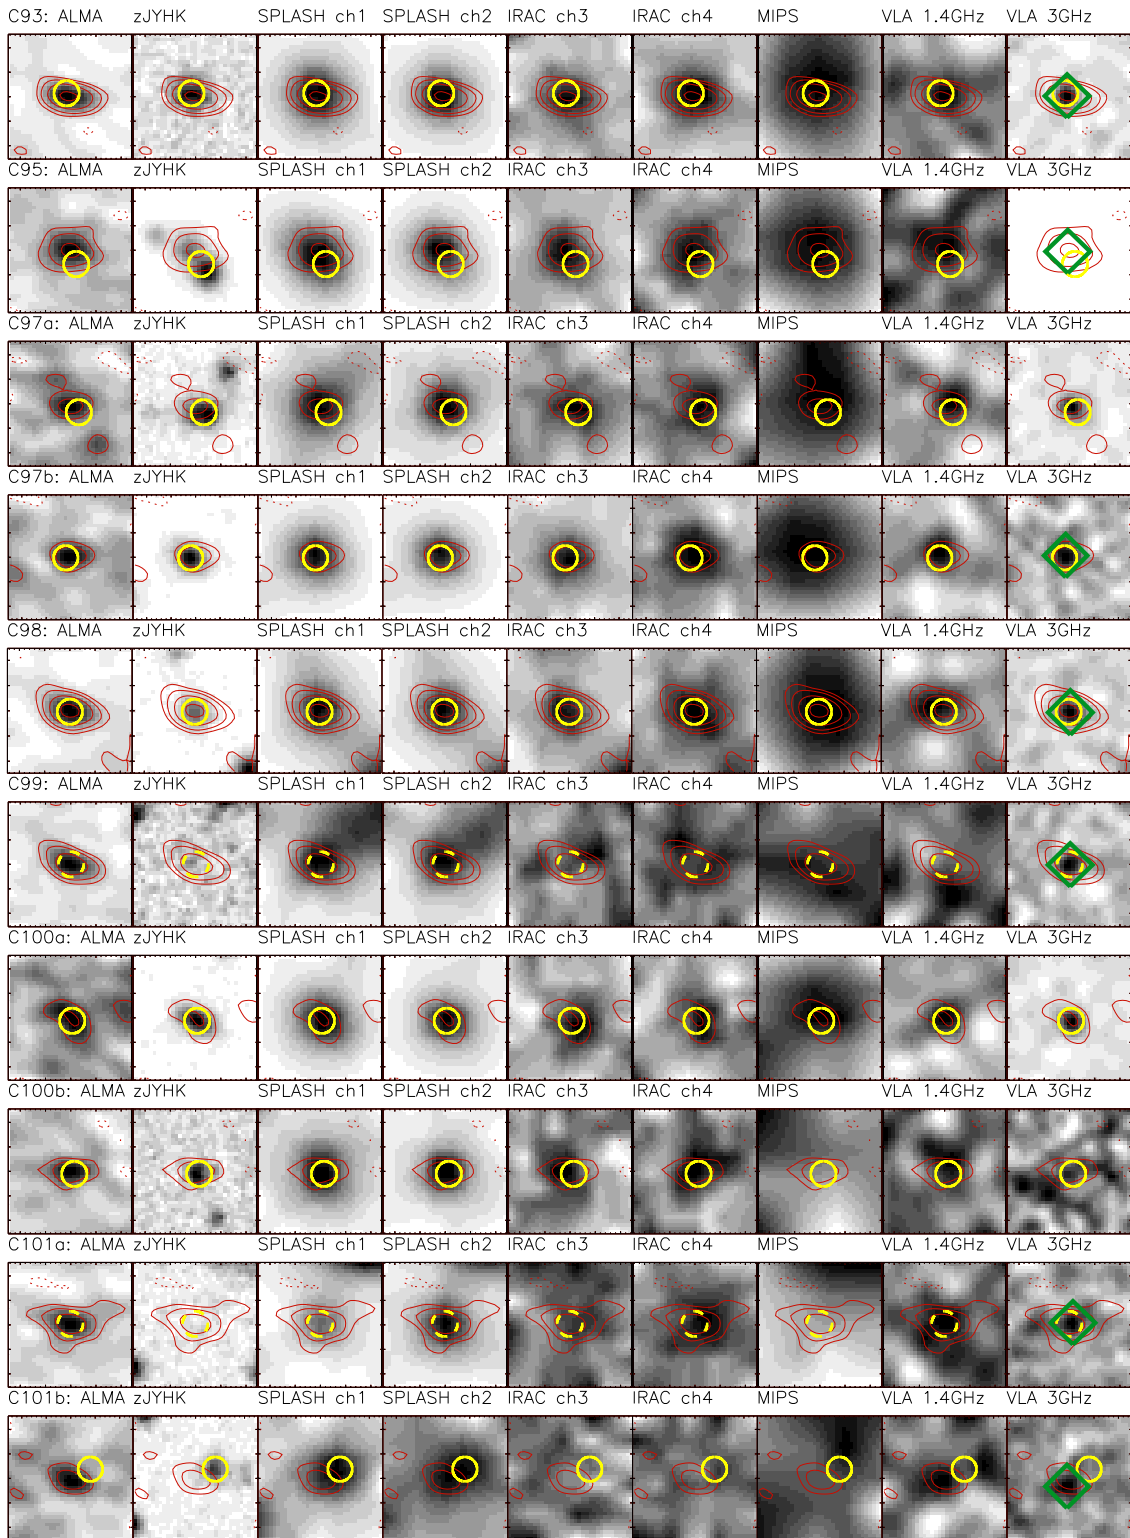 C93: ALMA zJYHK SPLASH ch1 SPLASH ch2 IRAC ch3 IRAC ch4 MIPS VLA 1.4GHz VLA 3GHz
C95: ALMA zJYHK SPLASH ch1 SPLASH ch2 IRAC ch3 IRAC ch4 MIPS VLA 1.4GHz VLA 3GHz
C97a: ALMA zJYHK SPLASH ch1 SPLASH ch2 IRAC ch3 IRAC ch4 MIPS VLA 1.4GHz VLA 3GHz
C97b: ALMA zJYHK SPLASH ch1 SPLASH ch2 IRAC ch3 IRAC ch4 MIPS VLA 1.4GHz VLA 3GHz
C98: ALMA zJYHK SPLASH ch1 SPLASH ch2 IRAC ch3 IRAC ch4 MIPS VLA 1.4GHz VLA 3GHz
C99: ALMA zJYHK SPLASH ch1 SPLASH ch2 IRAC ch3 IRAC ch4 MIPS VLA 1.4GHz VLA 3GHz
C100a: ALMA zJYHK SPLASH ch1 SPLASH ch2 IRAC ch3 IRAC ch4 MIPS VLA 1.4GHz VLA 3GHz
C100b: ALMA zJYHK SPLASH ch1 SPLASH ch2 IRAC ch3 IRAC ch4 MIPS VLA 1.4GHz VLA 3GHz
C101a: ALMA zJYHK SPLASH ch1 SPLASH ch2 IRAC ch3 IRAC ch4 MIPS VLA 1.4GHz VLA 3GHz
C101b: ALMA zJYHK SPLASH ch1 SPLASH ch2 IRAC ch3 IRAC ch4 MIPS VLA 1.4GHz VLA 3GHz